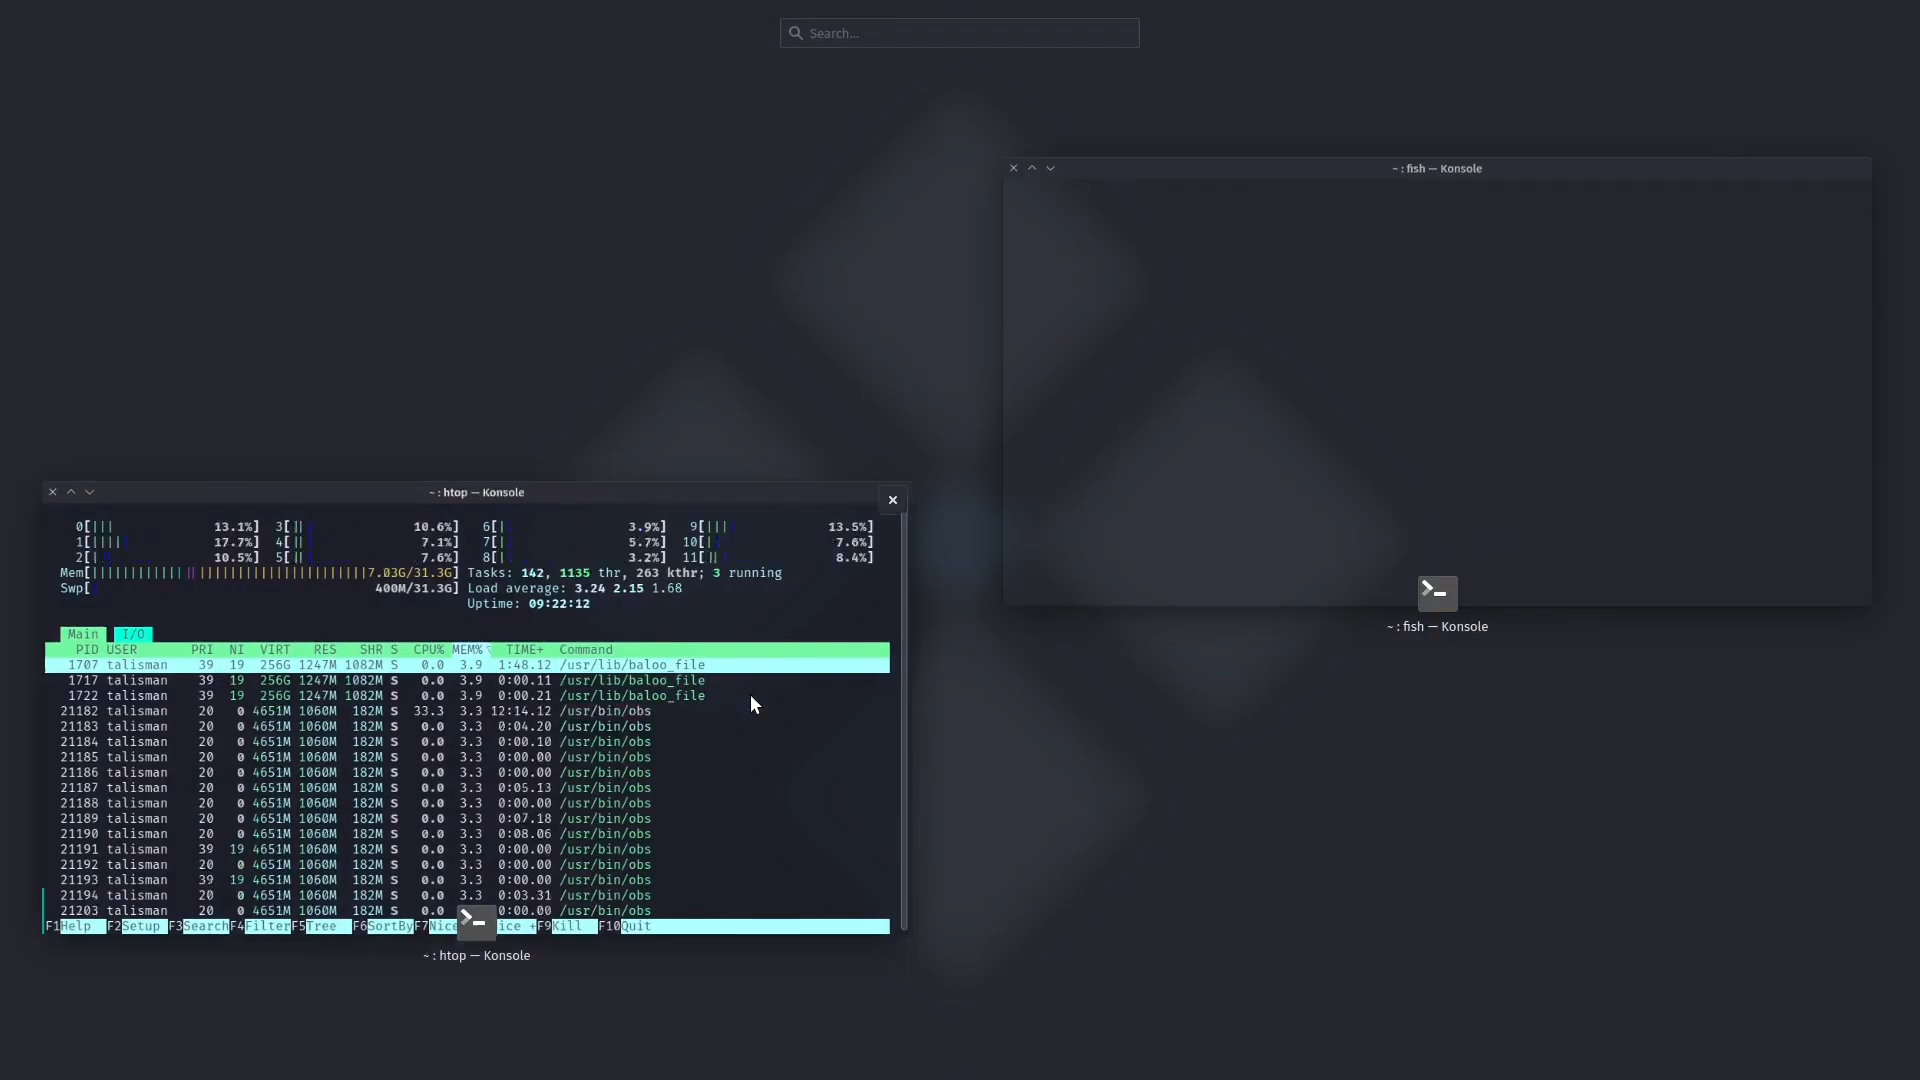 Search...
~ : fish — Konsole
~ : fish — Konsole
~ : htop — Konsole
0[||| 13.1%] 3[|| 10.6%] 6[| 3.9%] 9[||| 13.5%]
1[|||| 17.7%] 4[|| 7.1%] 7[| 5.7%] 10[| 7.6%]
2[| 10.5%] 5[|| 7.6%] 8[| 3.2%] 11[|| 8.4%]
Mem[||||||||||||||||||||||||||||||||||||7.03G/31.3G] Tasks: 142, 1135 thr, 263 kthr; 3 running
Swp[ 400M/31.3G] Load average: 3.24 2.15 1.68
Uptime: 09:22:12
Main I/O
PID USER PRI NI VIRT RES SHR S CPU% MEM%▽ TIME+ Command
1707 talisman 39 19 256G 1247M 1082M S 0.0 3.9 1:48.12 /usr/lib/baloo_file
1717 talisman 39 19 256G 1247M 1082M S 0.0 3.9 0:00.11 /usr/lib/baloo_file
1722 talisman 39 19 256G 1247M 1082M S 0.0 3.9 0:00.21 /usr/lib/baloo_file
21182 talisman 20 0 4651M 1060M 182M S 33.3 3.3 12:14.12 /usr/bin/obs
21183 talisman 20 0 4651M 1060M 182M S 0.0 3.3 0:04.20 /usr/bin/obs
21184 talisman 20 0 4651M 1060M 182M S 0.0 3.3 0:00.10 /usr/bin/obs
21185 talisman 20 0 4651M 1060M 182M S 0.0 3.3 0:00.00 /usr/bin/obs
21186 talisman 20 0 4651M 1060M 182M S 0.0 3.3 0:00.00 /usr/bin/obs
21187 talisman 20 0 4651M 1060M 182M S 0.0 3.3 0:05.13 /usr/bin/obs
21188 talisman 20 0 4651M 1060M 182M S 0.0 3.3 0:00.00 /usr/bin/obs
21189 talisman 20 0 4651M 1060M 182M S 0.0 3.3 0:07.18 /usr/bin/obs
21190 talisman 20 0 4651M 1060M 182M S 0.0 3.3 0:08.06 /usr/bin/obs
21191 talisman 39 19 4651M 1060M 182M S 0.0 3.3 0:00.00 /usr/bin/obs
21192 talisman 20 0 4651M 1060M 182M S 0.0 3.3 0:00.00 /usr/bin/obs
21193 talisman 39 19 4651M 1060M 182M S 0.0 3.3 0:00.00 /usr/bin/obs
21194 talisman 20 0 4651M 1060M 182M S 0.0 3.3 0:03.31 /usr/bin/obs
21203 talisman 20 0 4651M 1060M 182M S 0.0 3.3 0:00.00 /usr/bin/obs
F1Help F2Setup F3Search F4Filter F5Tree F6SortBy F7Nice ice + F9Kill F10Quit
~ : htop — Konsole